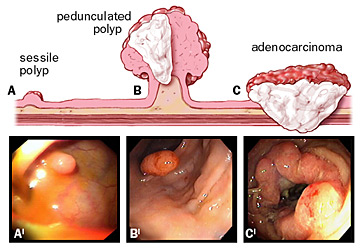 pedunculated
polyp
adenocarcinoma
sessile
polyp
A
B
C
A'
B'
C'